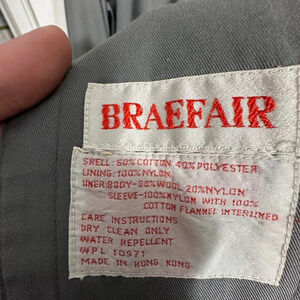 BRAEFAIR
SHELL: 60% COTTON 40% POLYESTER
LINING: 100% NYLON
LINER: BODY-80% WOOL 20% NYLON
SLEEVE-100% NYLON WITH 100%
COTTON FLANNEL INTERLINED
CARE INSTRUCTIONS
DRY CLEAN ONLY
WATER REPELLENT
WPL 10971
MADE IN HONG KONG